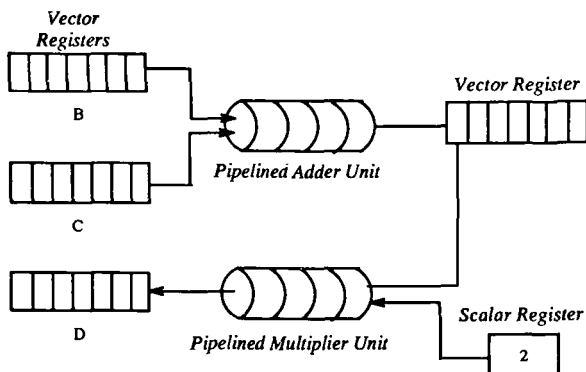 Vector
Registers
B
C
D
Pipelined Adder Unit
Pipelined Multiplier Unit
Vector Register
Scalar Register
2